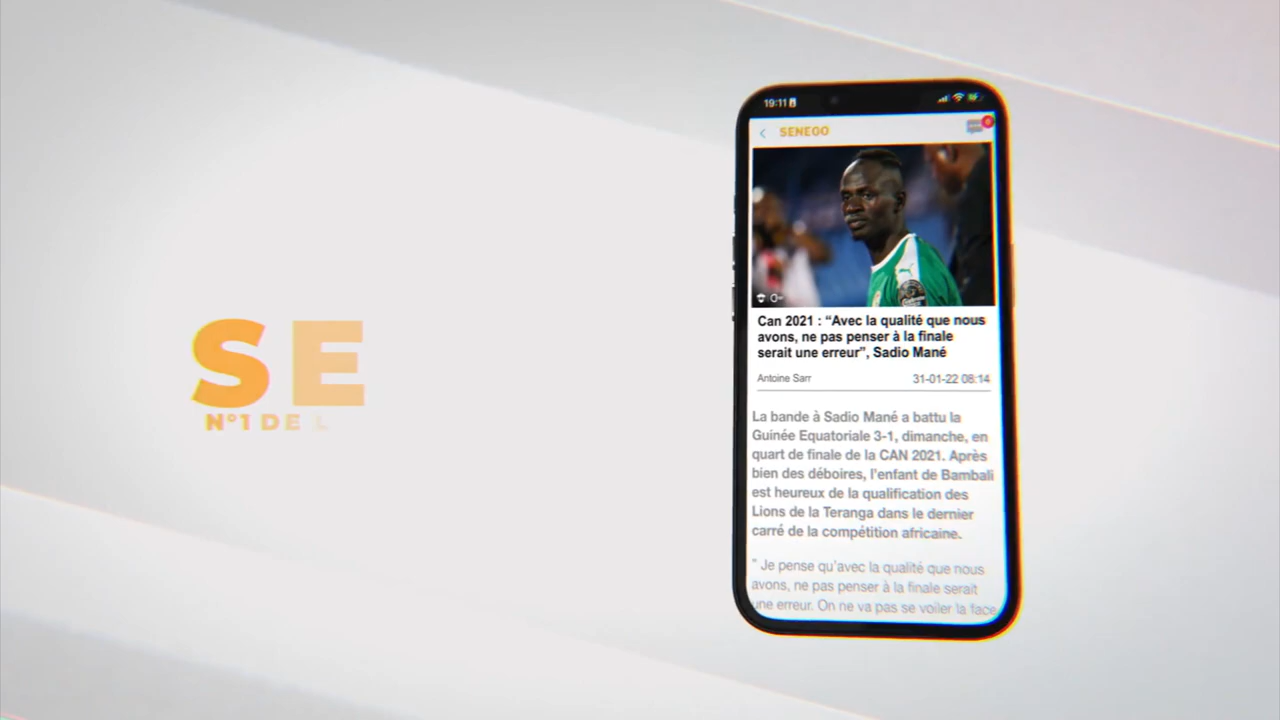 SE
N°1 DE L
19:11
SENEGO
Can 2021 : “Avec la qualité que nous
avons, ne pas penser à la finale
serait une erreur”, Sadio Mané
Antoine Sarr 31-01-22 08:14
La bande à Sadio Mané a battu la
Guinée Equatoriale 3-1, dimanche, en
quart de finale de la CAN 2021. Après
bien des déboires, l'enfant de Bambali
est heureux de la qualification des
Lions de la Teranga dans le dernier
carré de la compétition africaine.
" Je pense qu'avec la qualité que nous
avons, ne pas penser à la finale serait
une erreur. On ne va pas se voiler la face